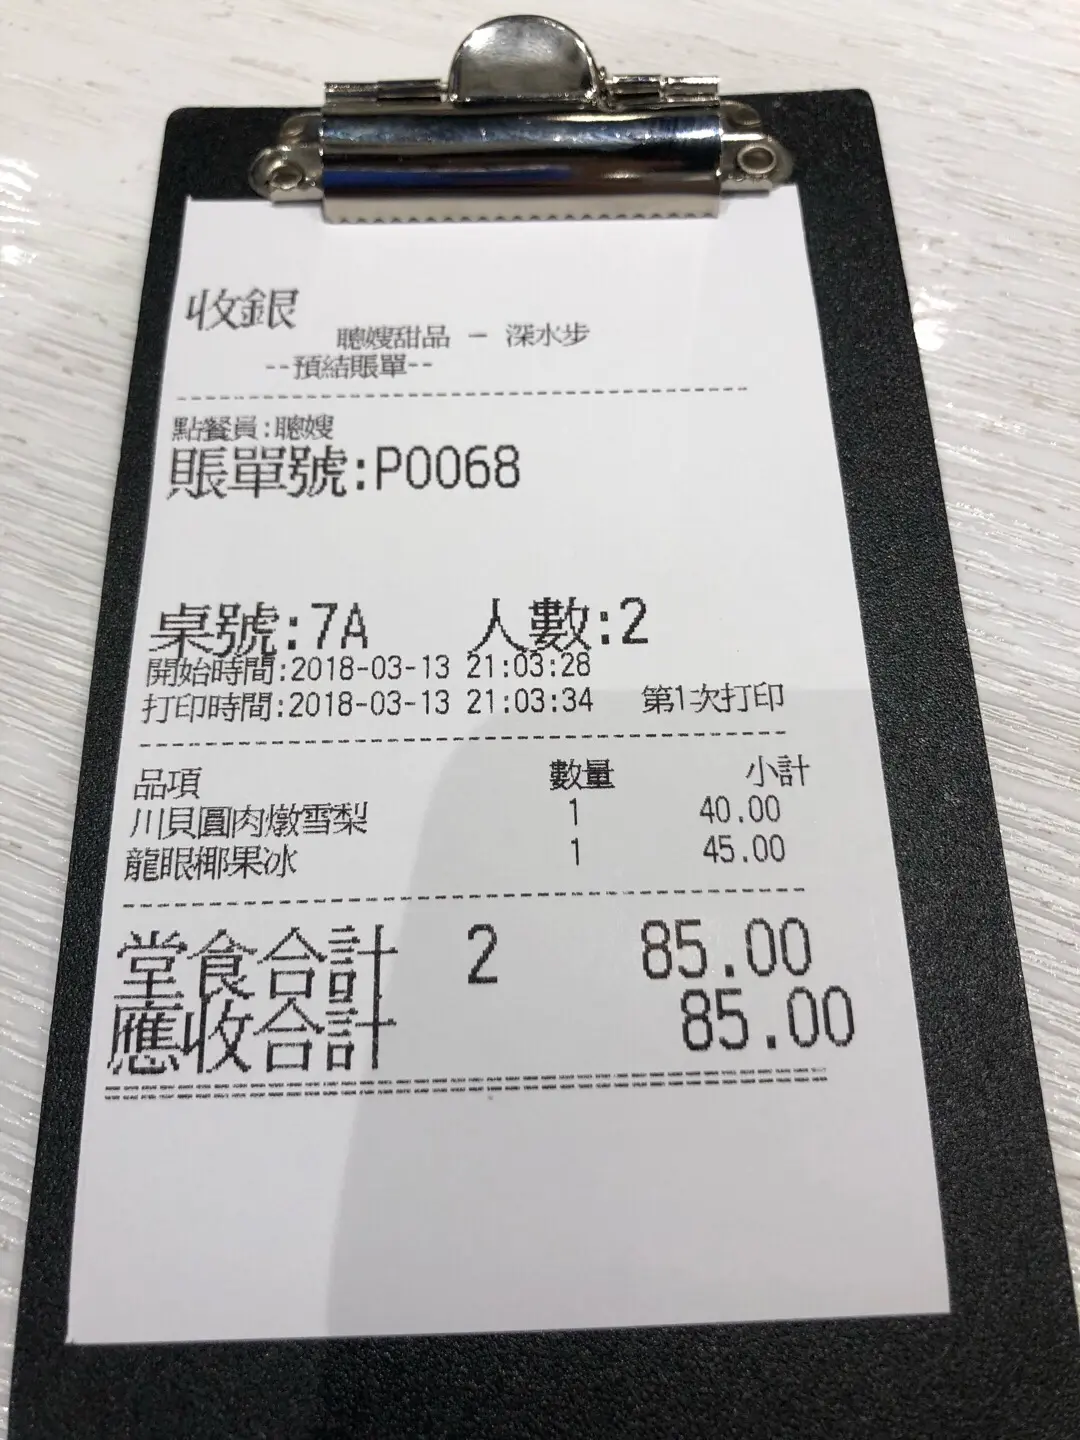 收銀
聰嫂甜品 - 深水步
--預結賬單--
點餐員:聰嫂
賬單號:P0068
桌號:7A 人數:2
開始時間:2018-03-13 21:03:28
打印時間:2018-03-13 21:03:34 第1次打印
品項 數量 小計
川貝圓肉燉雪梨 1 40.00
龍眼椰果冰 1 45.00
堂食合計 2 85.00
應收合計 85.00